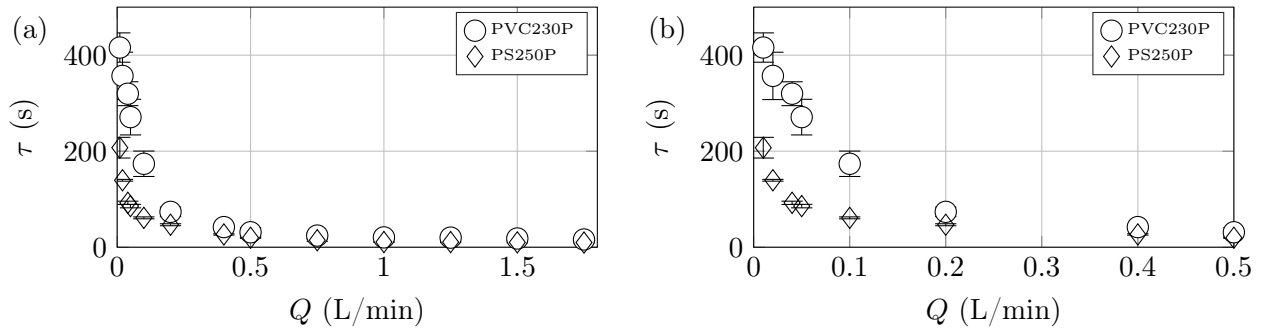 (a)
PVC230P
PS250P
400
200
0
τ (s)
0 0.5 1 1.5
Q (L/min)
(b)
PVC230P
PS250P
400
200
0
τ (s)
0 0.1 0.2 0.3 0.4 0.5
Q (L/min)